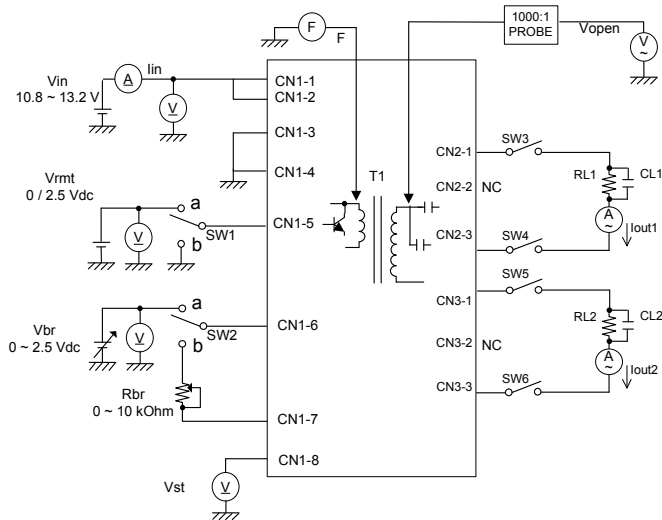 F
F
1000:1
PROBE
Vopen
V
~
Vin
10.8 ~ 13.2 V
A
Iin
V
CN1-1
CN1-2
CN1-3
CN1-4
Vrmt
0 / 2.5 Vdc
V
a
b
SW1
CN1-5
T1
CN2-1
CN2-2
NC
CN2-3
SW3
SW4
RL1
CL1
A
~
Iout1
Vbr
0 ~ 2.5 Vdc
V
a
b
SW2
CN1-6
Rbr
0 ~ 10 kOhm
CN1-7
CN3-1
CN3-2
NC
CN3-3
SW5
SW6
RL2
CL2
A
~
Iout2
Vst
V
CN1-8